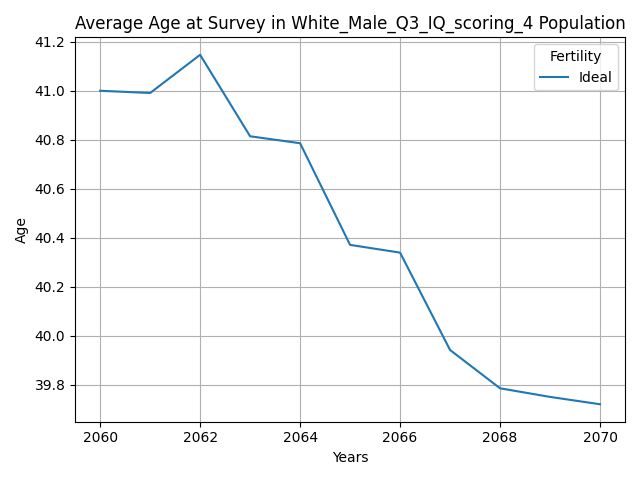 Average Age at Survey in White_Male_Q3_IQ_scoring_4 Population
Fertility
Ideal
41.2
41.0
40.8
40.6
40.4
40.2
40.0
39.8
Age
2060 2062 2064 2066 2068 2070
Years